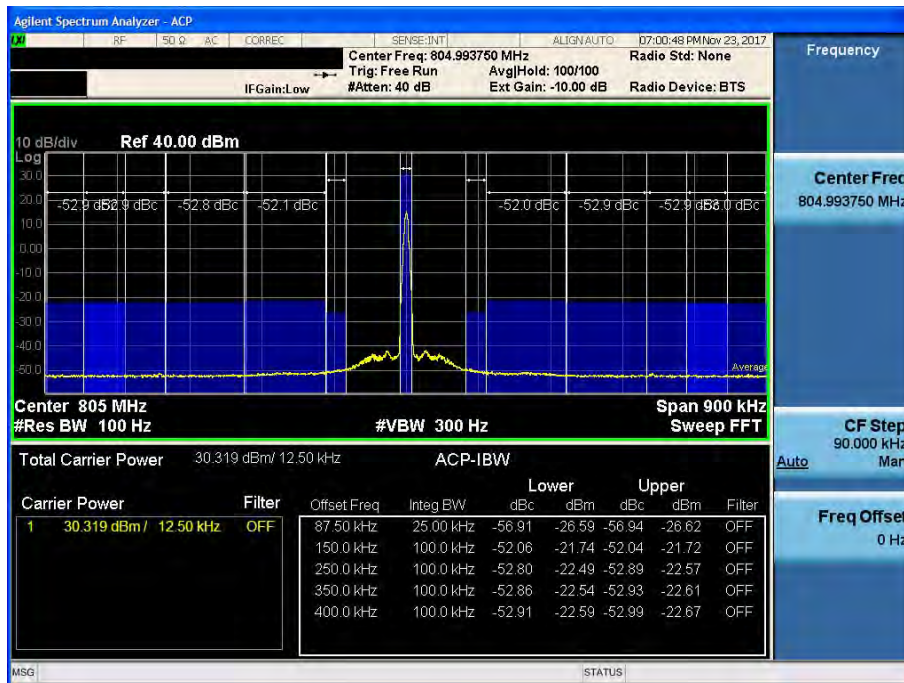 Agilent Spectrum Analyzer - ACP
LXI RF 50 Ω AC CORREC SENSE:INT ALIGN AUTO 07:00:48 PM Nov 23, 2017
Center Freq: 804.993750 MHz Radio Std: None
Trig: Free Run Avg|Hold: 100/100
IFGain:Low #Atten: 40 dB Ext Gain: -10.00 dB Radio Device: BTS
Frequency
10 dB/div Ref 40.00 dBm
Log
30.0
20.0
-52.9 dBc -52.8 dBc -52.1 dBc -52.0 dBc -52.9 dBc
10.0
0.00
-10.0
-20.0
-30.0
-40.0
-50.0
Average
Center 805 MHz Span 900 kHz
#Res BW 100 Hz #VBW 300 Hz Sweep FFT
Center Freq
804.993750 MHz
CF Step
90.000 kHz
Auto Man
Freq Offset
0 Hz
Total Carrier Power 30.319 dBm/ 12.50 kHz ACP-IBW
Lower Upper
Carrier Power Filter Offset Freq Integ BW dBc dBm dBc dBm Filter
1 30.319 dBm / 12.50 kHz OFF 87.50 kHz 25.00 kHz -56.91 -26.59 -56.94 -26.62 OFF
150.0 kHz 100.0 kHz -52.06 -21.74 -52.04 -21.72 OFF
250.0 kHz 100.0 kHz -52.80 -22.49 -52.89 -22.57 OFF
350.0 kHz 100.0 kHz -52.86 -22.54 -52.93 -22.61 OFF
400.0 kHz 100.0 kHz -52.91 -22.59 -52.99 -22.67 OFF
MSG STATUS